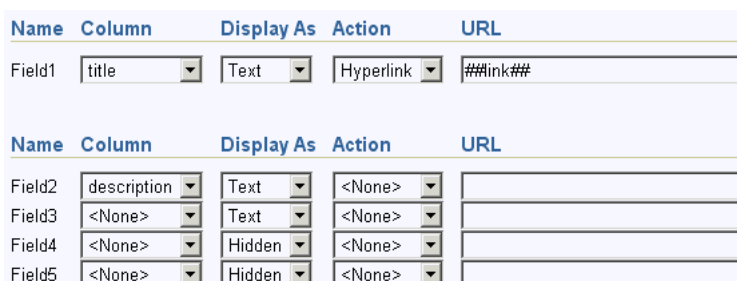 Name Column Display As Action URL
Field1 title Text Hyperlink ##link##
Name Column Display As Action URL
Field2 description Text <None>
Field3 <None> Text <None>
Field4 <None> Hidden <None>
Field5 <None> Hidden <None>